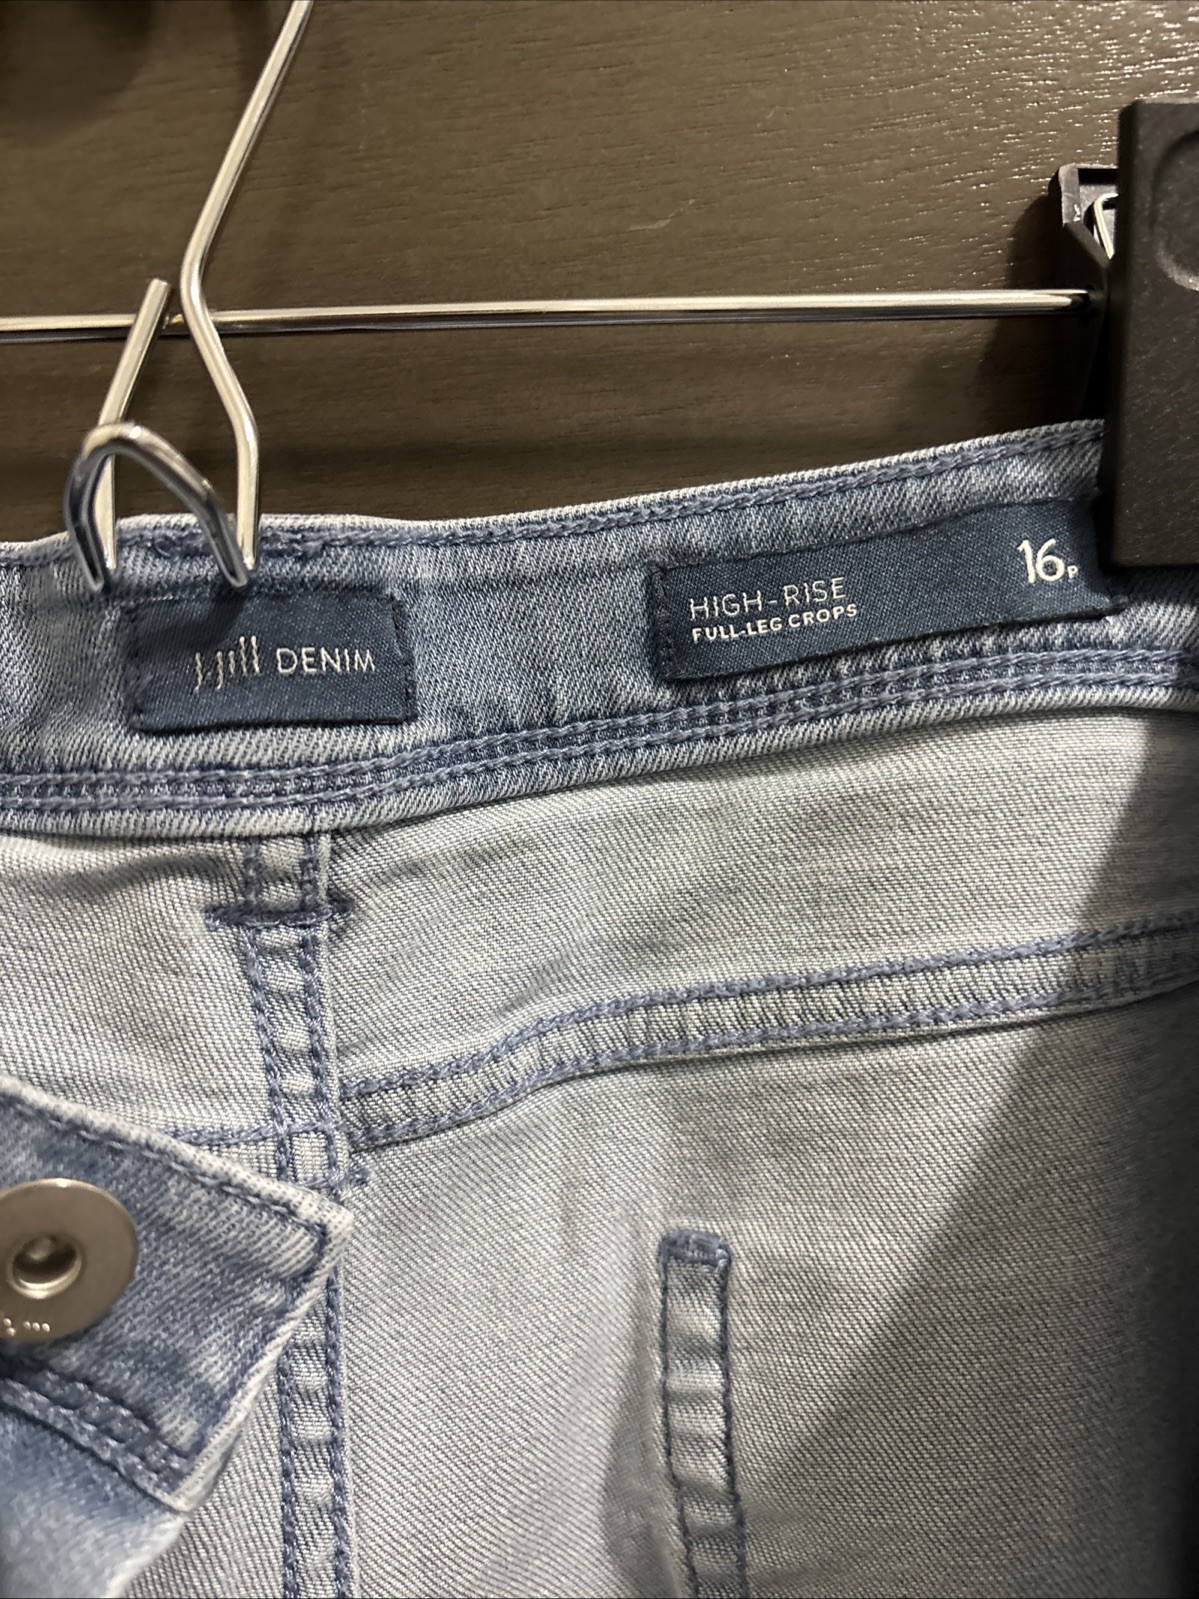 J.Jill DENIM
HIGH-RISE
FULL-LEG CROPS
16P